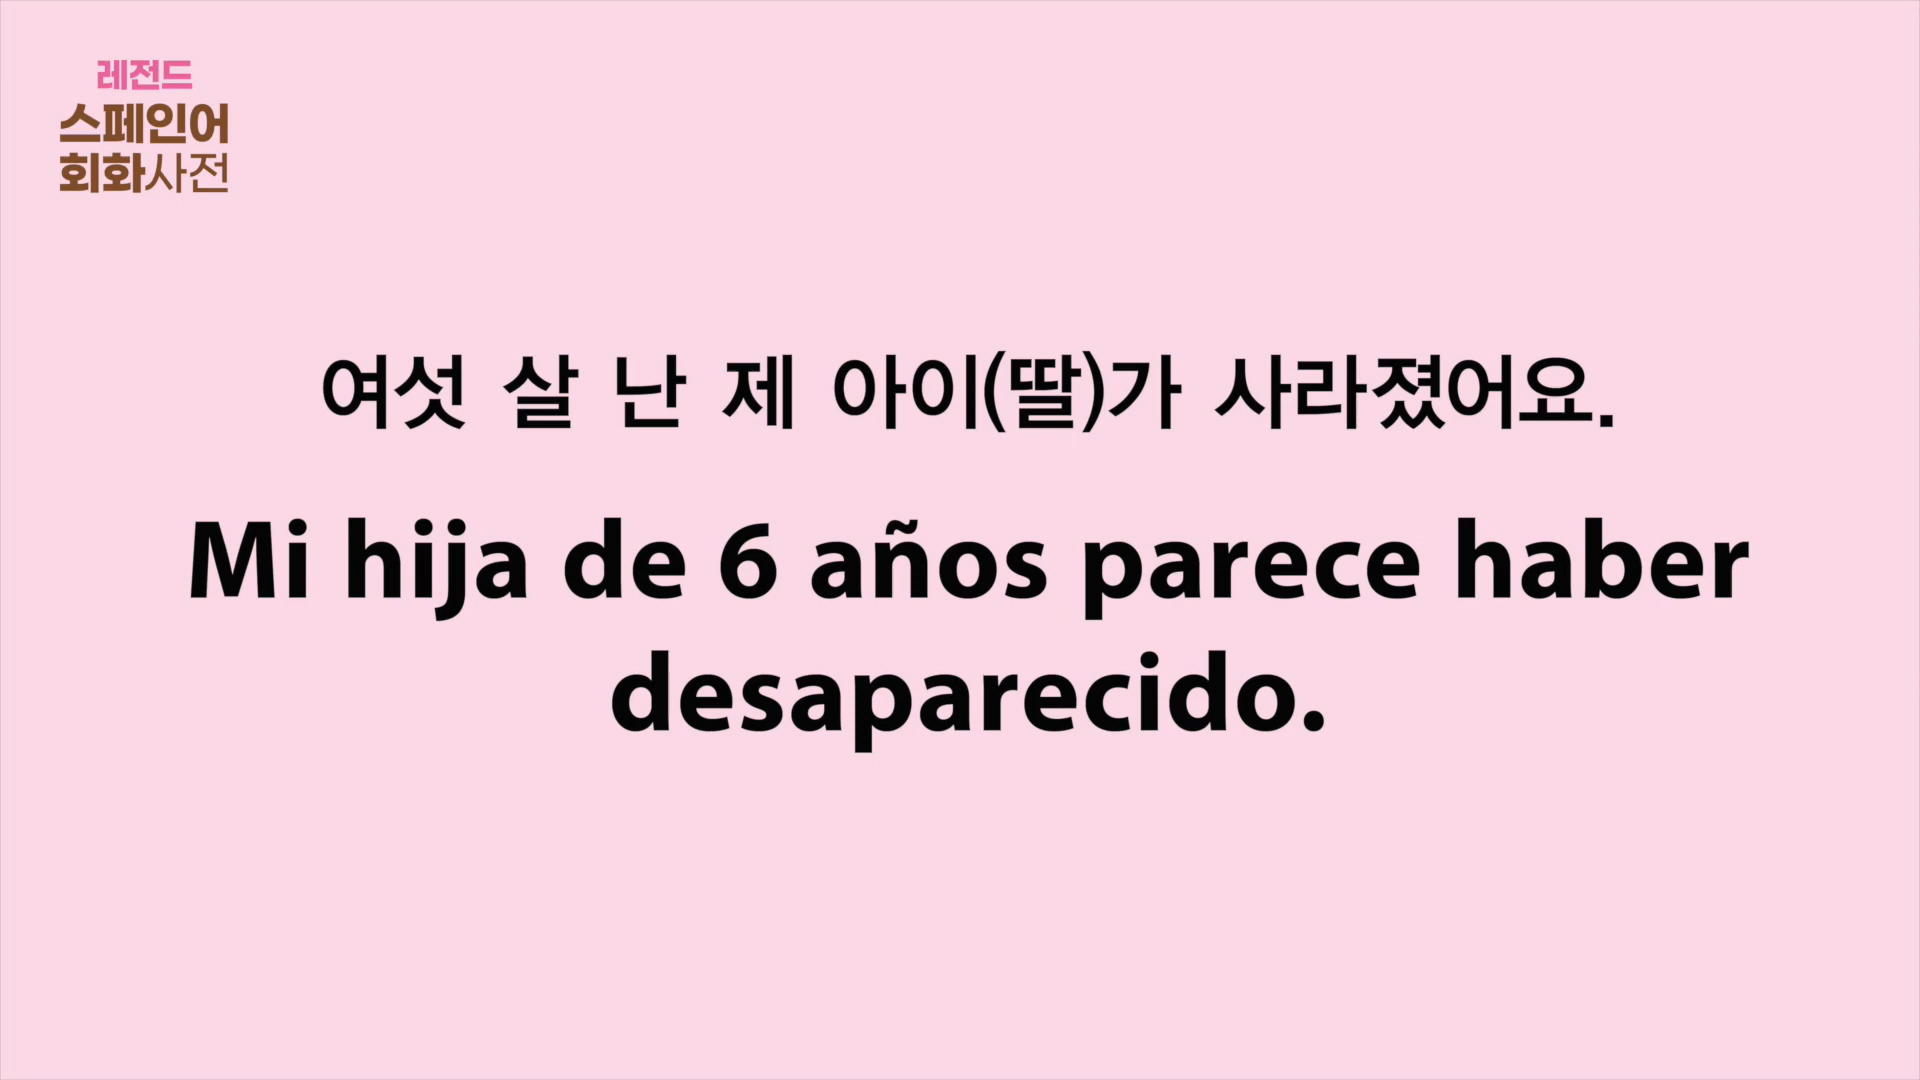 레전드
스페인어
회화사전
여섯 살 난 제 아이(딸)가 사라졌어요.
Mi hija de 6 años parece haber
desaparecido.